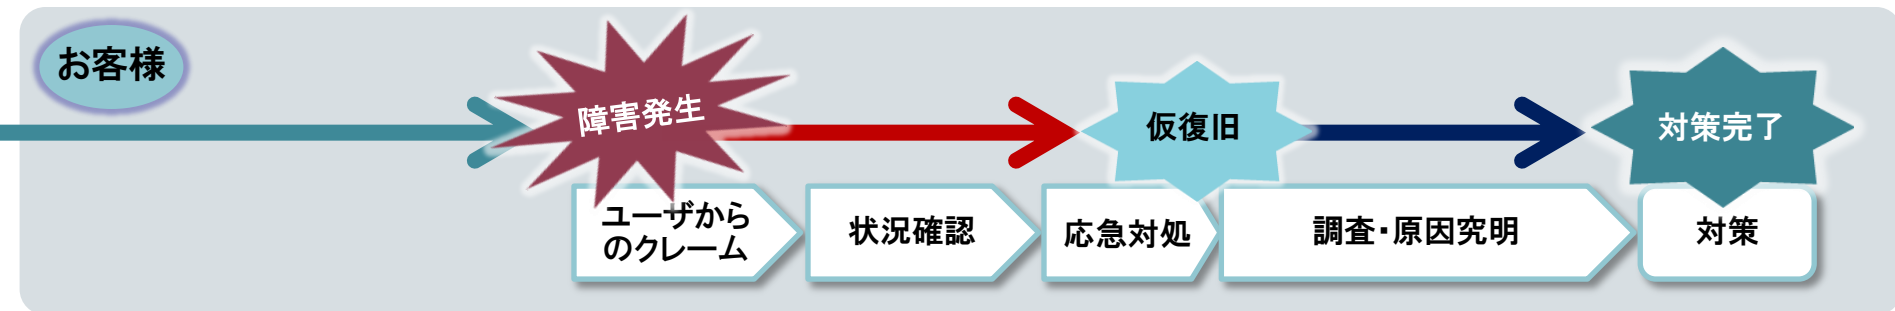 お客様
障害発生
仮復旧
対策完了
ユーザから
のクレーム
状況確認
応急対処
調査・原因究明
対策